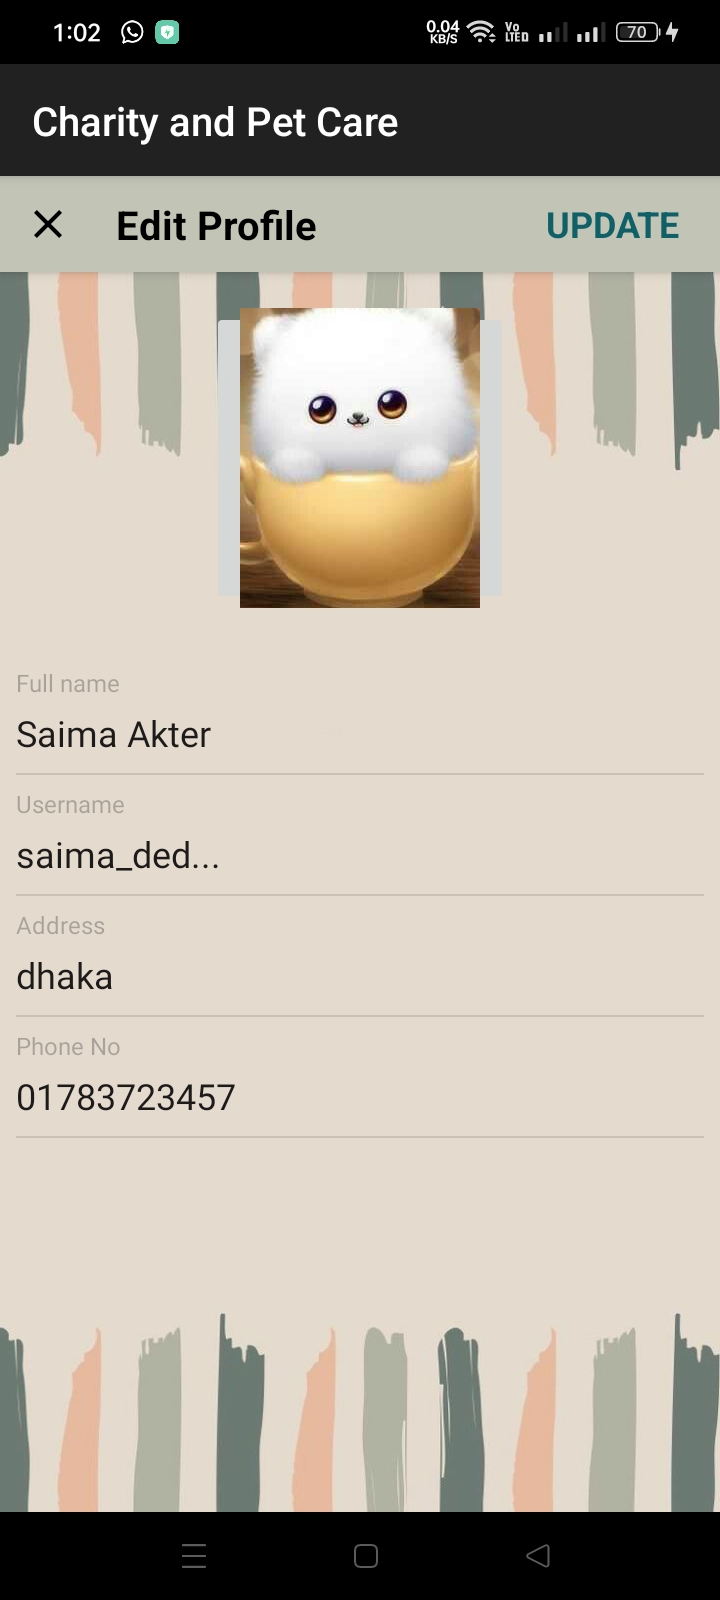 1:02 0.04 KB/S Vo LTED 70
Charity and Pet Care
Edit Profile UPDATE
Full name
Saima Akter
Username
saima_ded...
Address
dhaka
Phone No
01783723457